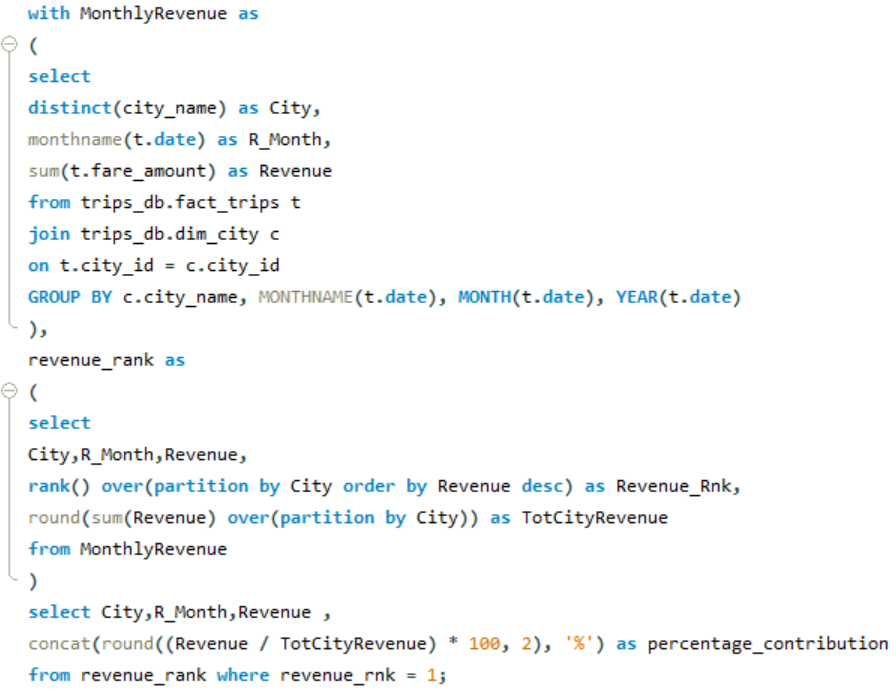 with MonthlyRevenue as
(
select
distinct(city_name) as City,
monthname(t.date) as R_Month,
sum(t.fare_amount) as Revenue
from trips_db.fact_trips t
join trips_db.dim_city c
on t.city_id = c.city_id
GROUP BY c.city_name, MONTHNAME(t.date), MONTH(t.date), YEAR(t.date)
),
revenue_rank as
(
select
City,R_Month,Revenue,
rank() over(partition by City order by Revenue desc) as Revenue_Rnk,
round(sum(Revenue) over(partition by City)) as TotCityRevenue
from MonthlyRevenue
)
select City,R_Month,Revenue ,
concat(round((Revenue / TotCityRevenue) * 100, 2), '%') as percentage_contribution
from revenue_rank where revenue_rnk = 1;